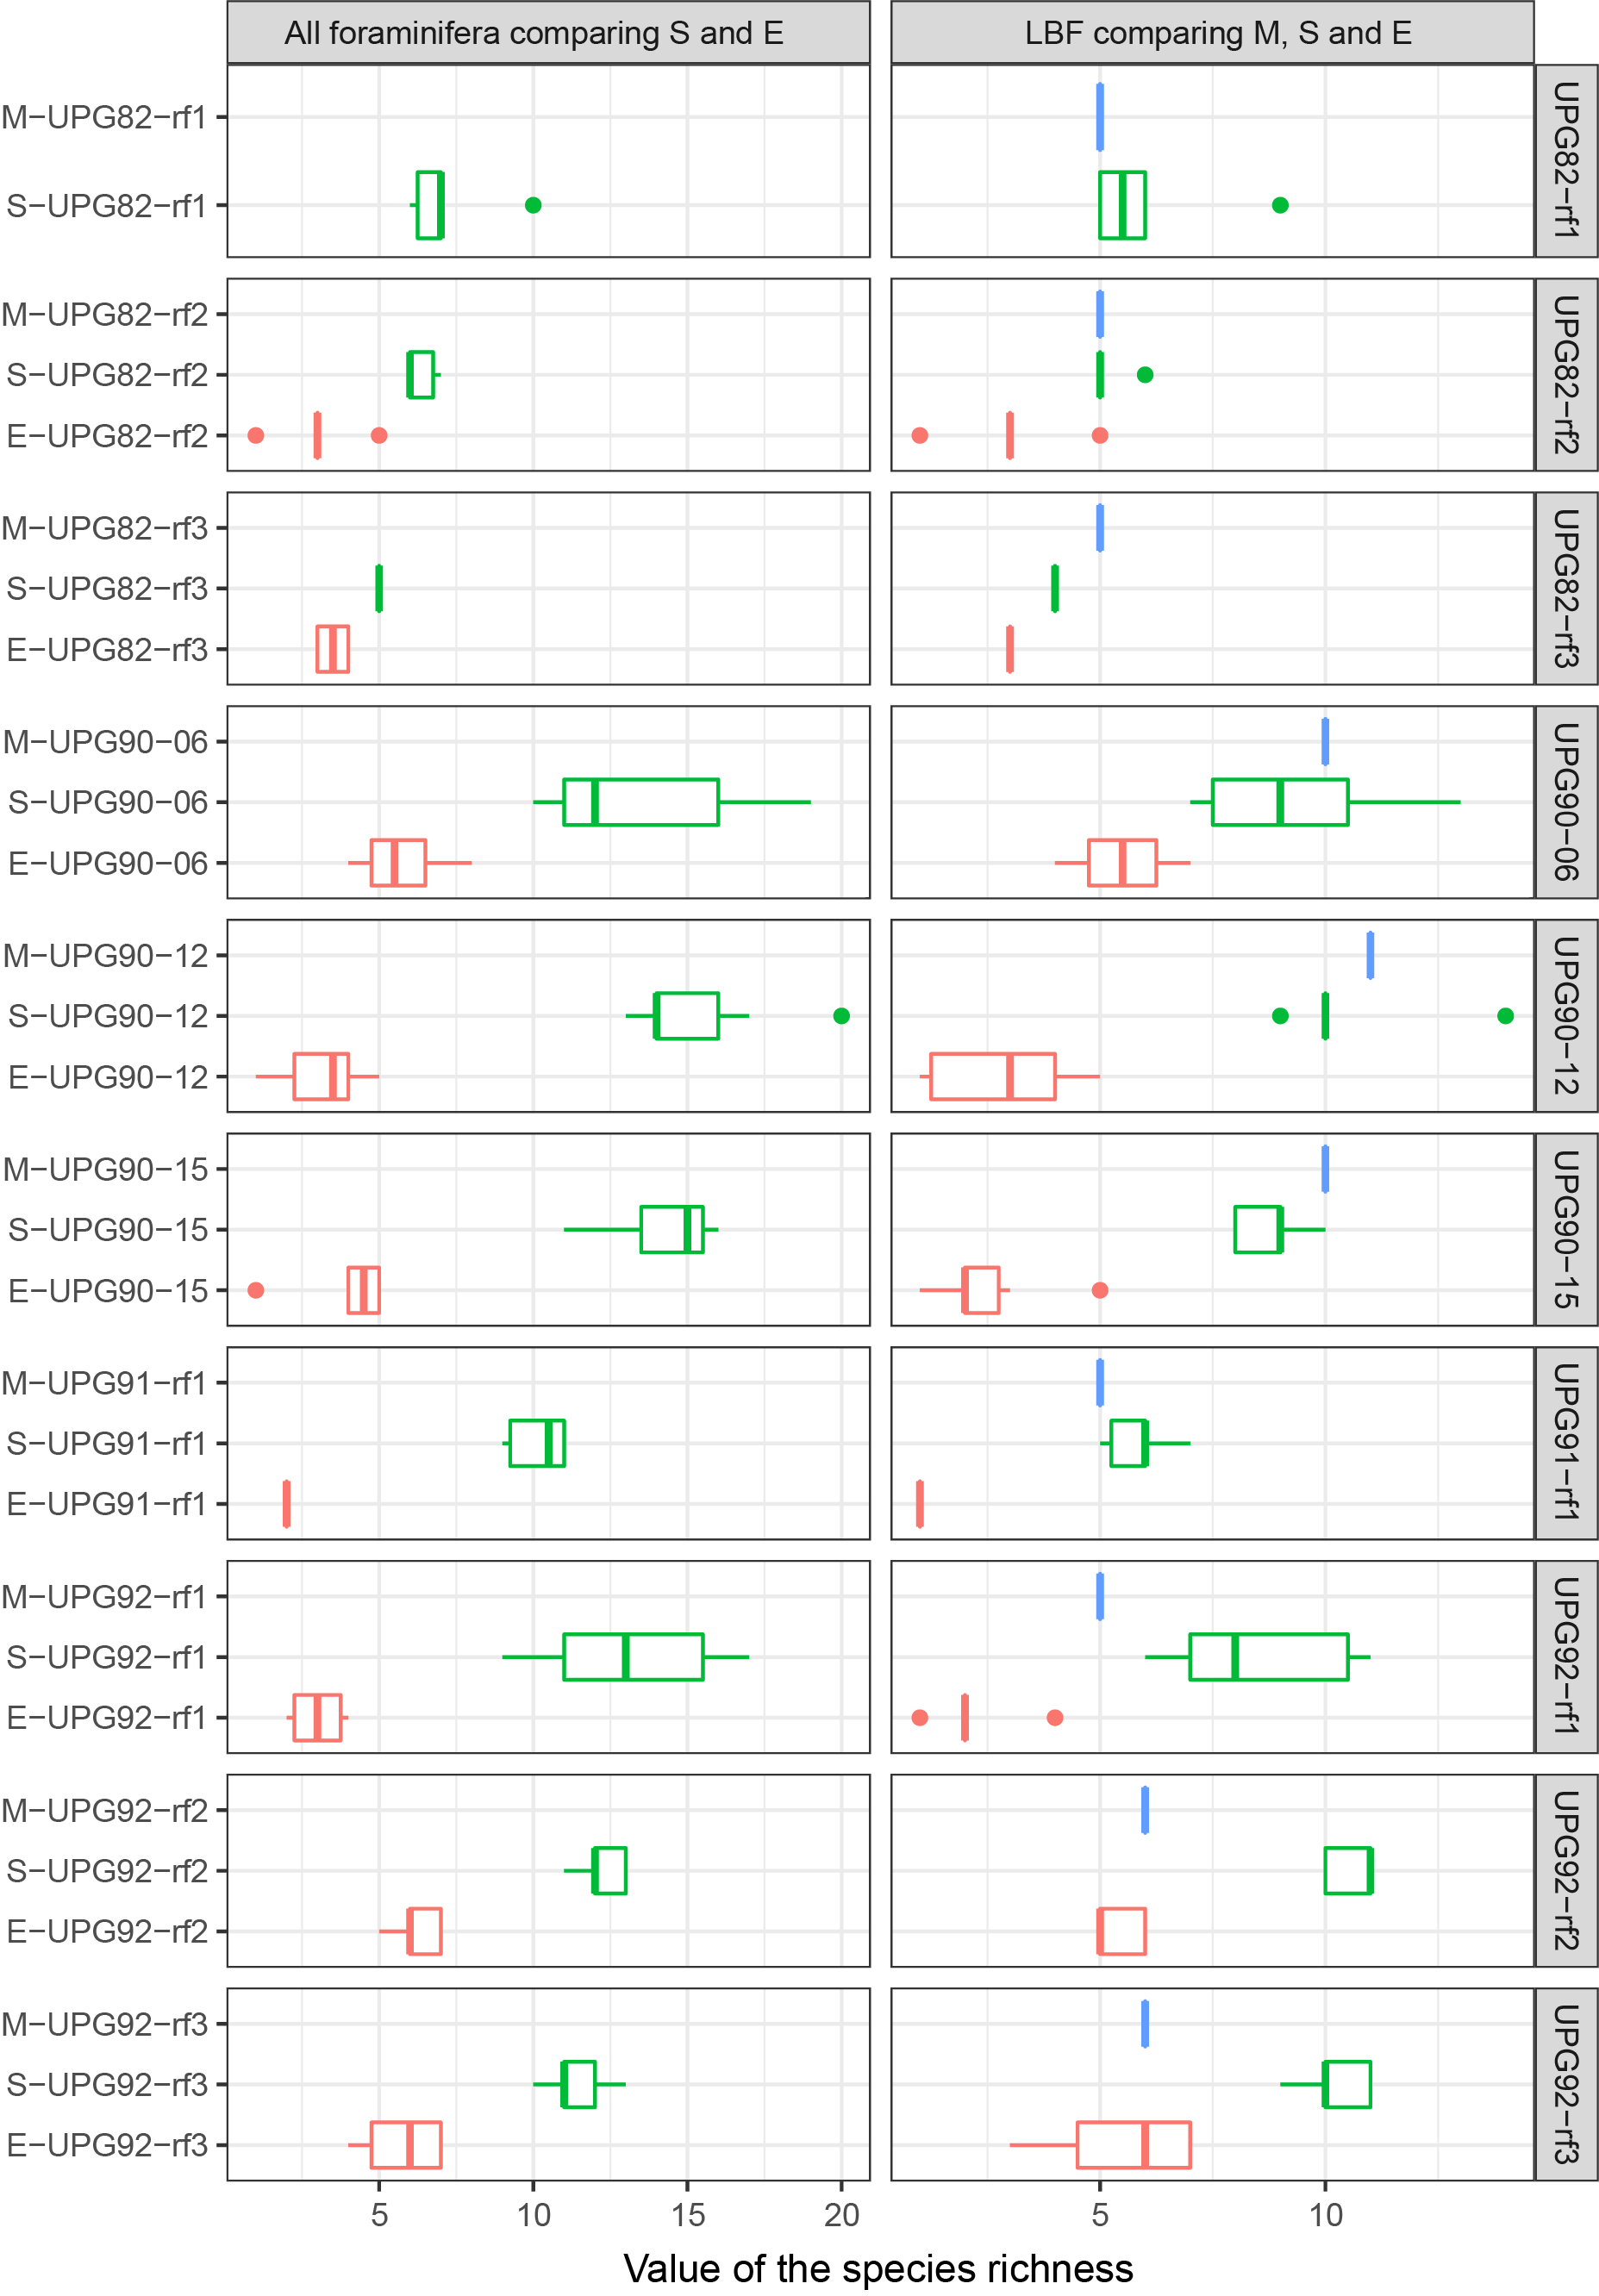 All foraminifera comparing S and E
LBF comparing M, S and E
M−UPG82−rf1
S−UPG82−rf1
UPG82−rf1
M−UPG82−rf2
S−UPG82−rf2
E−UPG82−rf2
UPG82−rf2
M−UPG82−rf3
S−UPG82−rf3
E−UPG82−rf3
UPG82−rf3
M−UPG90−06
S−UPG90−06
E−UPG90−06
UPG90−06
M−UPG90−12
S−UPG90−12
E−UPG90−12
UPG90−12
M−UPG90−15
S−UPG90−15
E−UPG90−15
UPG90−15
M−UPG91−rf1
S−UPG91−rf1
E−UPG91−rf1
UPG91−rf1
M−UPG92−rf1
S−UPG92−rf1
E−UPG92−rf1
UPG92−rf1
M−UPG92−rf2
S−UPG92−rf2
E−UPG92−rf2
UPG92−rf2
M−UPG92−rf3
S−UPG92−rf3
E−UPG92−rf3
UPG92−rf3
5 10 15 20 5 10
Value of the species richness